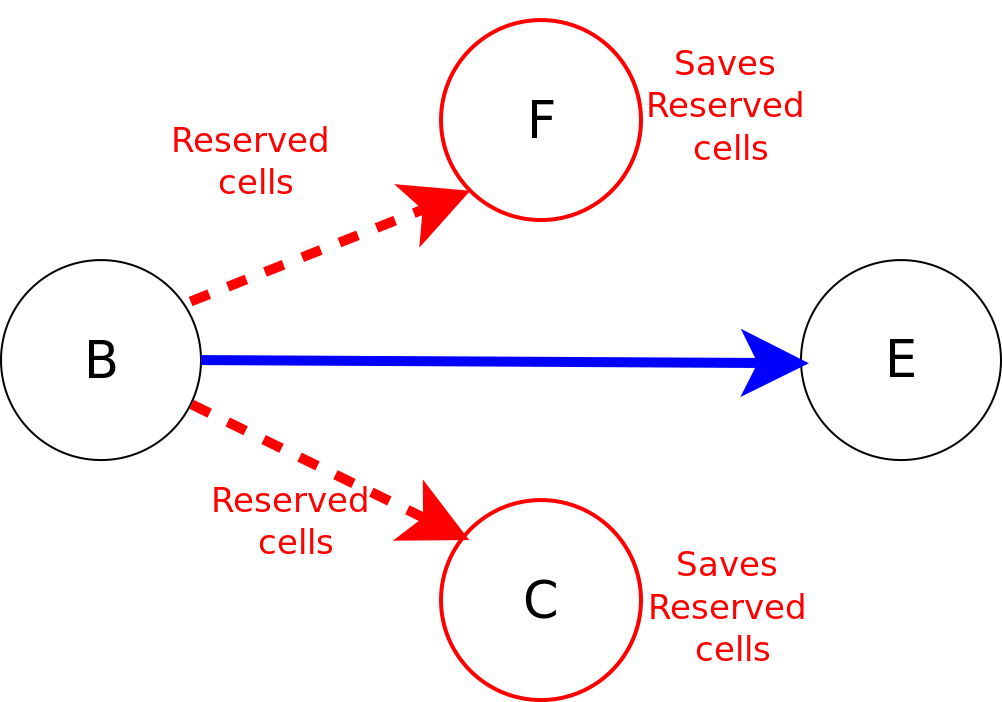 Saves
Reserved
cells
F
Reserved
cells
B
E
Reserved
cells
C
Saves
Reserved
cells